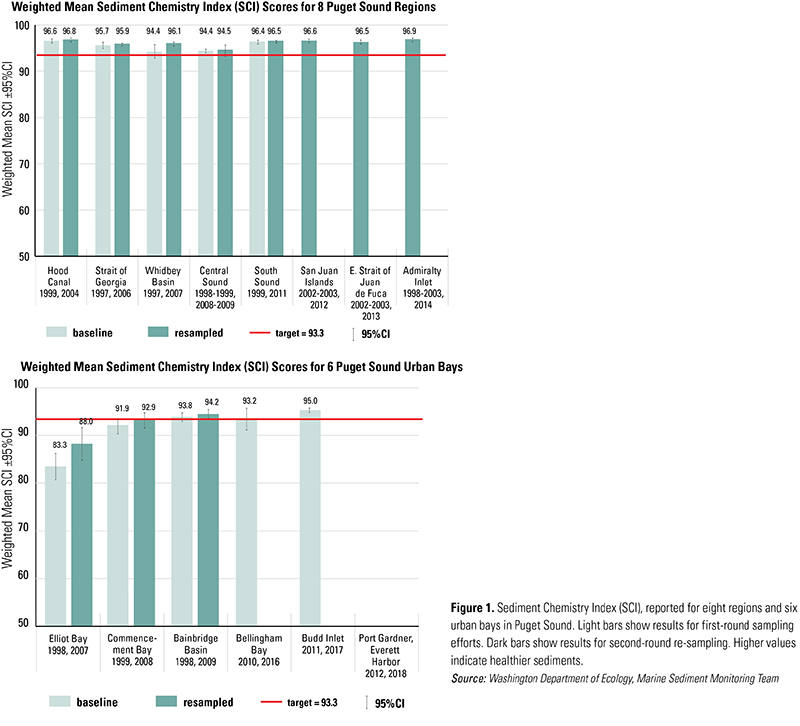 Weighted Mean Sediment Chemistry Index (SCI) Scores for 8 Puget Sound Regions
Weighted Mean SCI ±95%CI
100
90
80
70
60
50
96.6 96.8 95.7 95.9 94.4 96.1 94.4 94.5 96.4 96.5 96.6 96.5 96.9
Hood
Canal
1999, 2004
Strait of
Georgia
1997, 2006
Whidbey
Basin
1997, 2007
Central
Sound
1998-1999,
2008-2009
South
Sound
1999, 2011
San Juan
Islands
2002-2003,
2012
E. Strait of
Juan
de Fuca
2002-2003,
2013
Admiralty
Inlet
1998-2003,
2014
baseline resampled target = 93.3 95%CI
Weighted Mean Sediment Chemistry Index (SCI) Scores for 6 Puget Sound Urban Bays
Weighted Mean SCI ±95%CI
100
90
80
70
60
50
83.3 88.0 91.9 92.9 93.8 94.2 93.2 95.0
Elliot Bay
1998, 2007
Commence-
ment Bay
1999, 2008
Bainbridge
Basin
1998, 2009
Bellingham
Bay
2010, 2016
Budd Inlet
2011, 2017
Port Gardner,
Everett
Harbor
2012, 2018
baseline resampled target = 93.3 95%CI
Figure 1. Sediment Chemistry Index (SCI), reported for eight regions and six
urban bays in Puget Sound. Light bars show results for first-round sampling
efforts. Dark bars show results for second-round re-sampling. Higher values
indicate healthier sediments.
Source: Washington Department of Ecology, Marine Sediment Monitoring Team